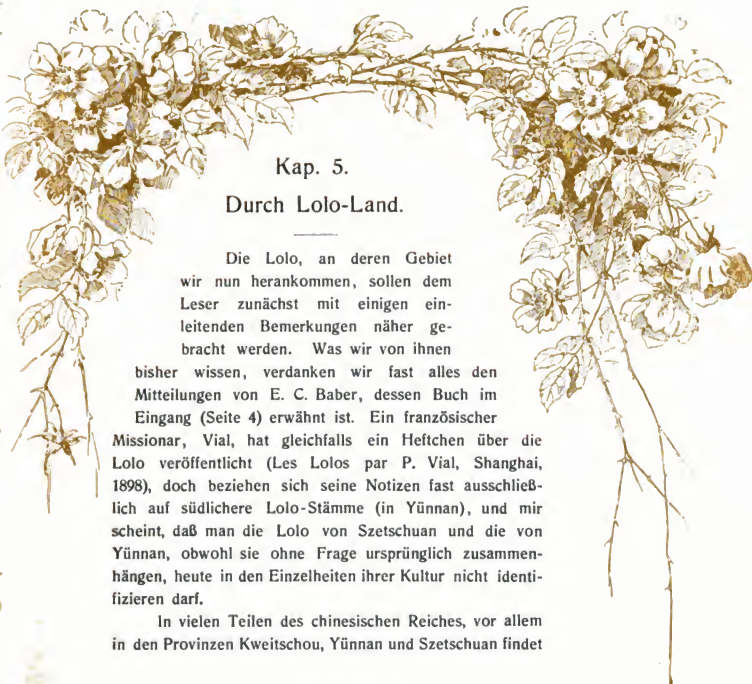 Kap. 5.
Durch Lolo-Land.
Die Lolo, an deren Gebiet
wir nun herankommen, sollen dem
Leser zunächst mit einigen ein-
leitenden Bemerkungen näher ge-
bracht werden. Was wir von ihnen
bisher wissen, verdanken wir fast alles den
Mitteilungen von E. C. Baber, dessen Buch im
Eingang (Seite 4) erwähnt ist. Ein französischer
Missionar, Vial, hat gleichfalls ein Heftchen über die
Lolo veröffentlicht (Les Lolos par P. Vial, Shanghai,
1898), doch beziehen sich seine Notizen fast ausschließ-
lich auf südlichere Lolo-Stämme (in Yünnan), und mir
scheint, daß man die Lolo von Szetschuan und die von
Yünnan, obwohl sie ohne Frage ursprünglich zusammen-
hängen, heute in den Einzelheiten ihrer Kultur nicht identi-
fizieren darf.
In vielen Teilen des chinesischen Reiches, vor allem
in den Provinzen Kweitschou, Yünnan und Szetschuan findet